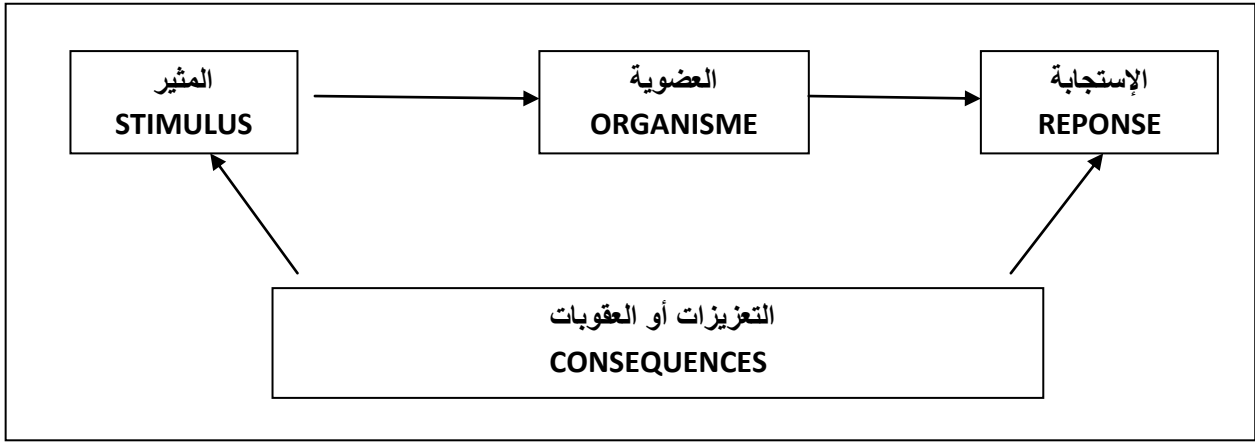 المثير
STIMULUS
العضوية
ORGANISME
الإستجابة
REPONSE
التعزيزات أو العقوبات
CONSEQUENCES